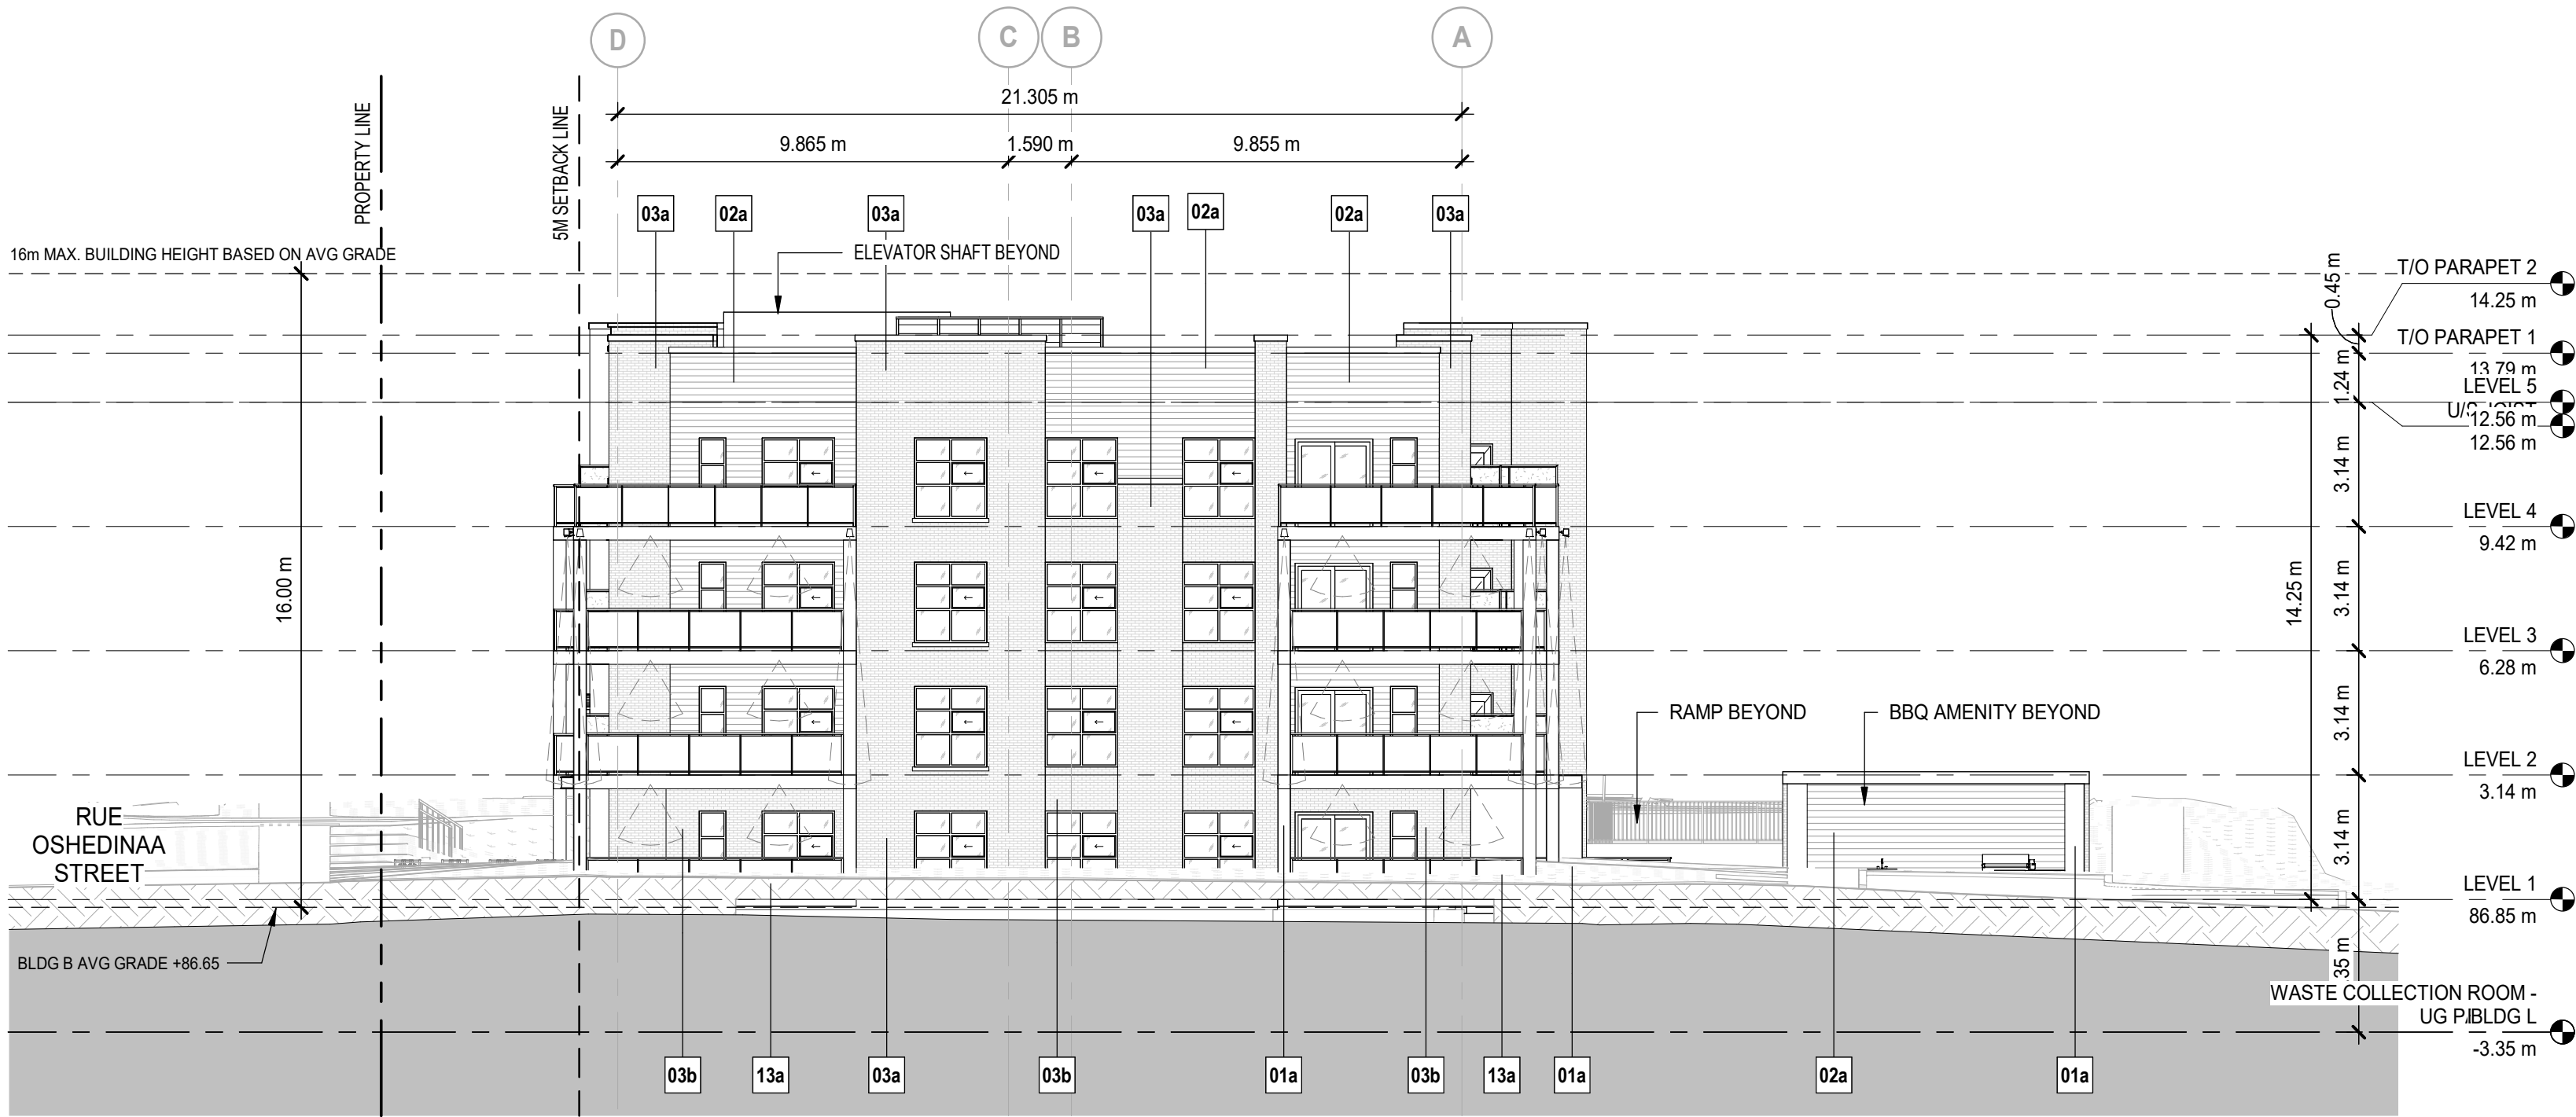 D
C
B
A
21.305 m
9.865 m
1.590 m
9.855 m
PROPERTY LINE
5M SETBACK LINE
03a
02a
03a
03a
02a
02a
03a
16m MAX. BUILDING HEIGHT BASED ON AVG GRADE
ELEVATOR SHAFT BEYOND
0.45 m
T/O PARAPET 2
14.25 m
T/O PARAPET 1
13.79 m
1.24 m
LEVEL 5
12.56 m
12.56 m
3.14 m
LEVEL 4
9.42 m
16.00 m
14.25 m
3.14 m
LEVEL 3
6.28 m
3.14 m
RAMP BEYOND
BBQ AMENITY BEYOND
LEVEL 2
3.14 m
RUE
OSHEDINAA
STREET
3.14 m
LEVEL 1
86.85 m
BLDG B AVG GRADE +86.65
35 m
WASTE COLLECTION ROOM -
BLDG L
-3.35 m
03b
13a
03a
03b
01a
03b
13a
01a
02a
01a